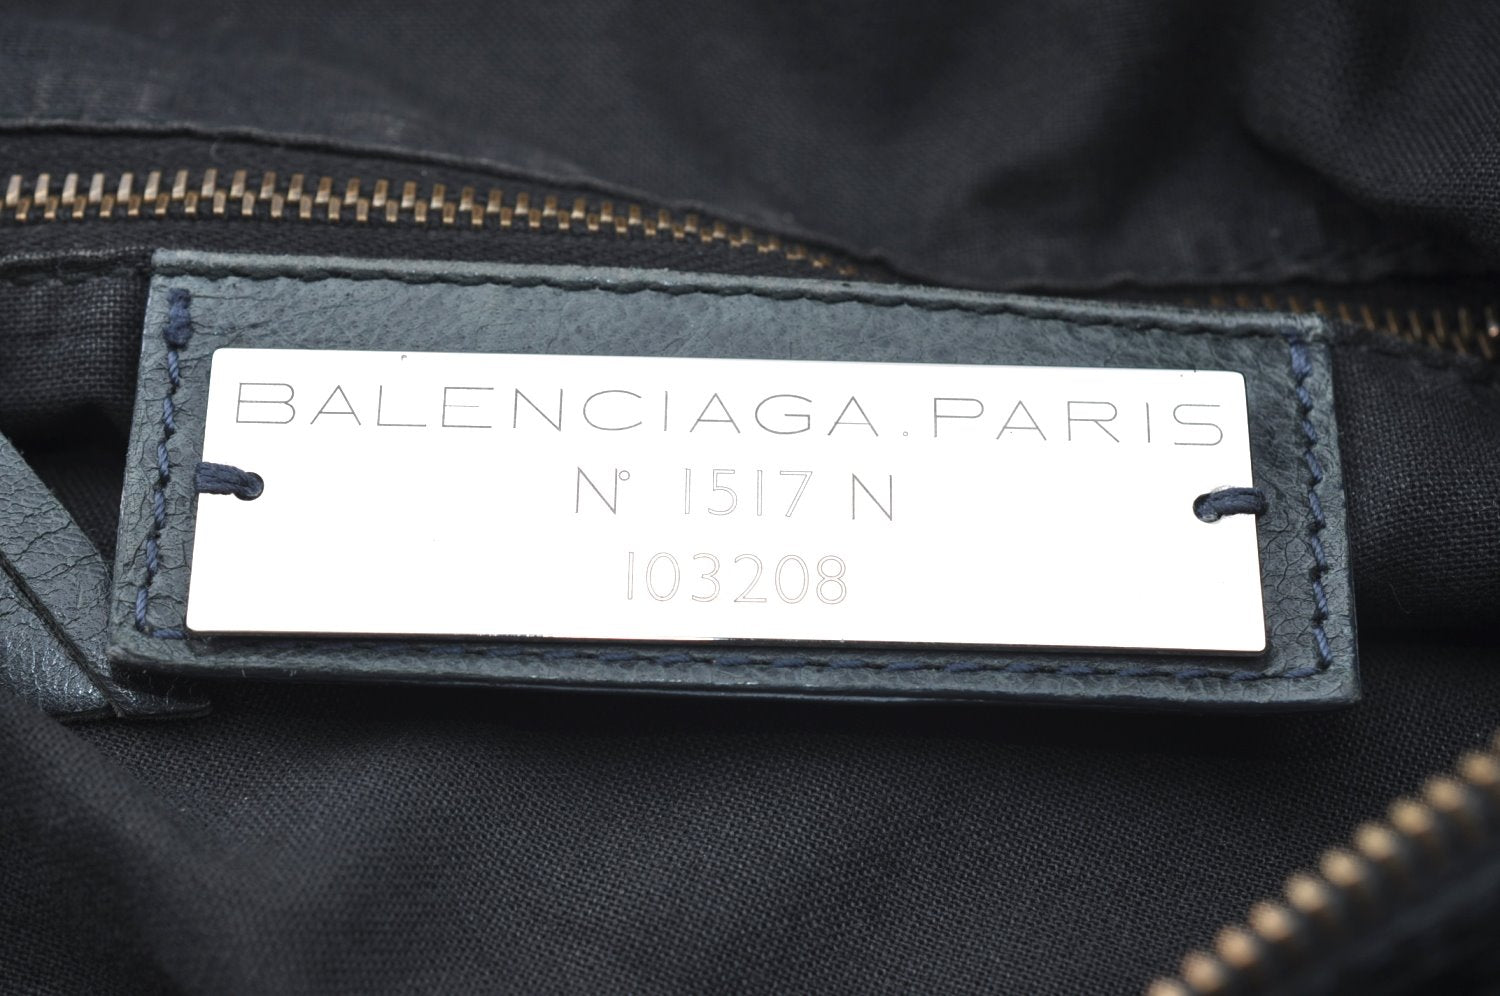 BALENCIAGA.PARIS
N° 1517 N
103208